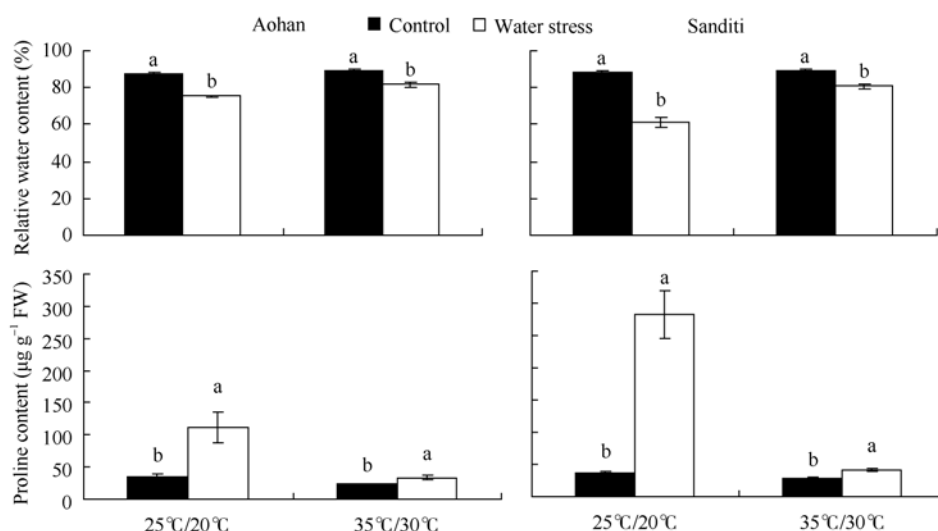 Aohan ■ Control □ Water stress Sanditi
Relative water content (%)
100
80
60
40
20
0
a b a b
a b a b
Proline content (μg g⁻¹ FW)
350
300
250
200
150
100
50
0
b a b a
b a b a
25℃/20℃ 35℃/30℃ 25℃/20℃ 35℃/30℃